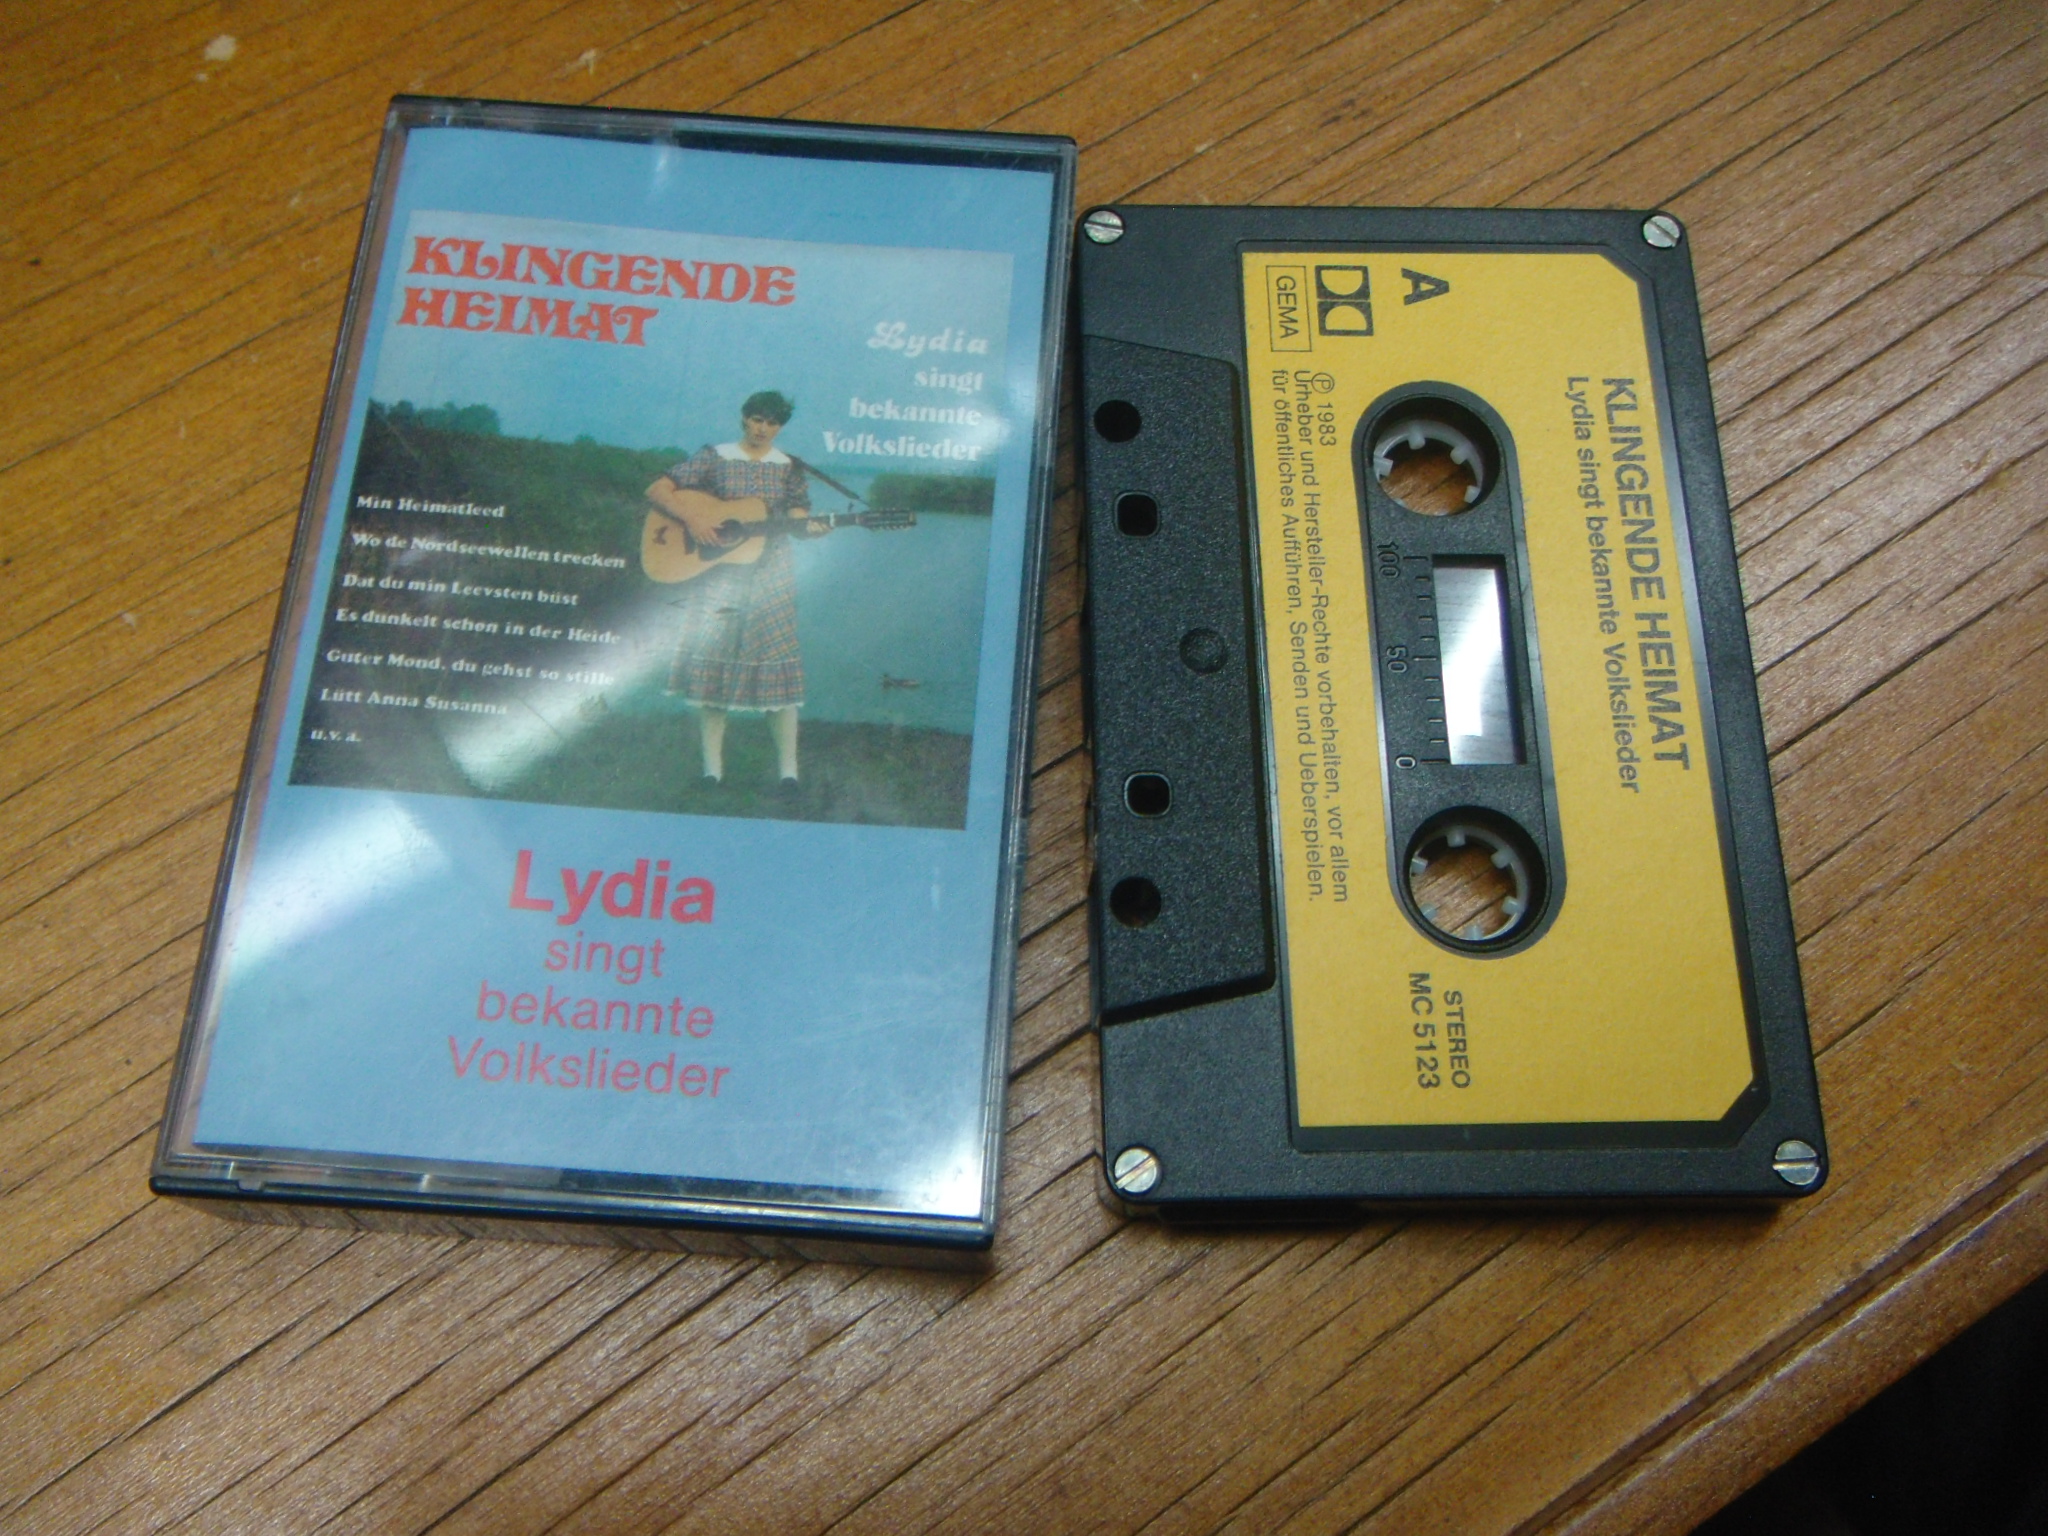 KLINGENDE
HEIMAT
Lydia
singt
bekannte
Volkslieder
Min Heimatleed
Wo de Nordseewellen trecken
Dat du min Leevsten büst
Es dunkelt schon in der Heide
Guter Mond, du gehst so stille
Lütt Anna Susanna
u.v.a.
Lydia
singt
bekannte
Volkslieder
KLINGENDE HEIMAT
Lydia singt bekannte Volkslieder
A
GEMA
100 50 0
STEREO
MC 5123
Ⓟ 1983
Urheber und Hersteller-Rechte vorbehalten, vor allem
für öffentliches Aufführen, Senden und Ueberspielen.